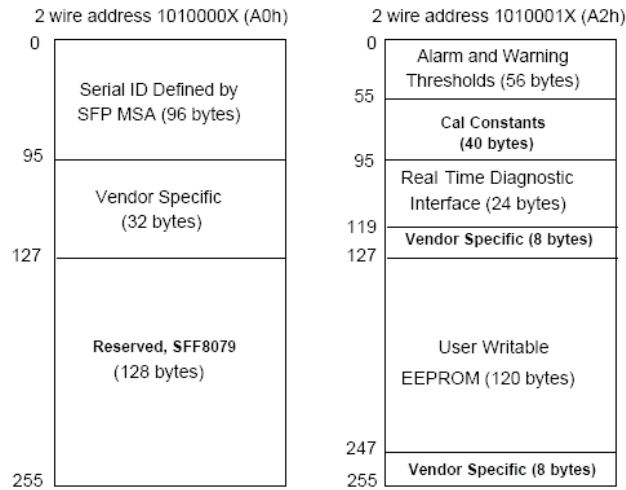 2 wire address 1010000X (A0h)
0
Serial ID Defined by
SFP MSA (96 bytes)
95
Vendor Specific
(32 bytes)
127
Reserved, SFF8079
(128 bytes)
255
2 wire address 1010001X (A2h)
0
Alarm and Warning
Thresholds (56 bytes)
55
Cal Constants
(40 bytes)
95
Real Time Diagnostic
Interface (24 bytes)
119
Vendor Specific (8 bytes)
127
User Writable
EEPROM (120 bytes)
247
Vendor Specific (8 bytes)
255